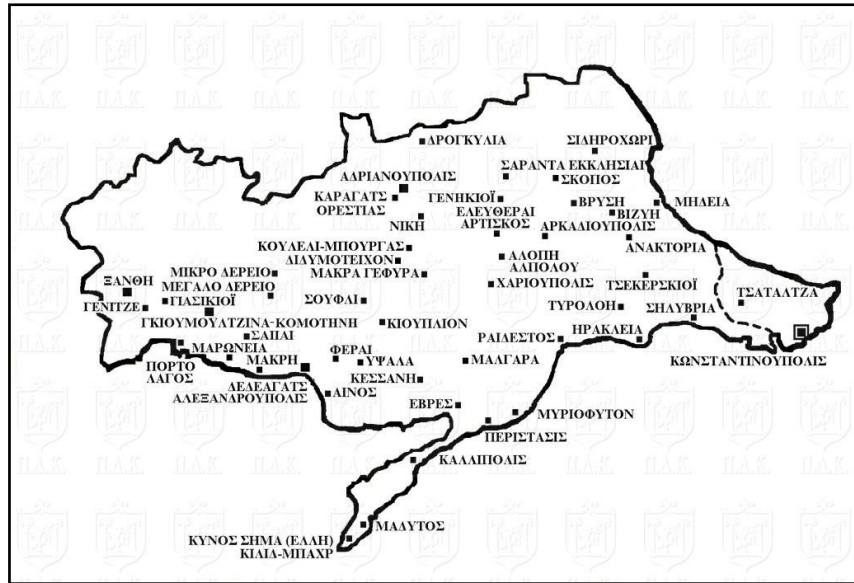 ΔΡΟΓΚΥΛΙΑ
ΣΙΔΗΡΟΧΩΡΙ
ΣΑΡΑΝΤΑ ΕΚΚΛΗΣΙΑΙ
ΣΚΟΠΟΣ
ΑΔΡΙΑΝΟΥΠΟΛΙΣ
ΚΑΡΑΓΑΤΣ
ΟΡΕΣΤΙΑΣ
ΓΕΝΗΚΙΟΪ
ΕΛΕΥΘΕΡΑΙ
ΑΡΤΙΣΚΟΣ
ΒΡΥΣΗ
ΜΗΔΕΙΑ
ΒΙΖΥΗ
ΝΙΚΗ
ΑΡΚΑΔΙΟΥΠΟΛΙΣ
ΑΝΑΚΤΟΡΙΑ
ΚΟΥΛΕΛΙ-ΜΠΟΥΡΓΑΣ
ΔΙΔΥΜΟΤΕΙΧΟΝ
ΜΑΚΡΑ ΓΕΦΥΡΑ
ΑΛΟΠΗ
ΑΛΠΟΛΟΥ
ΧΑΡΙΟΥΠΟΛΙΣ
ΤΣΕΚΕΡΣΚΙΟΪ
ΤΣΑΤΑΛΤΖΑ
ΜΙΚΡΟ ΔΕΡΕΙΟ
ΜΕΓΑΛΟ ΔΕΡΕΙΟ
ΞΑΝΘΗ
ΓΕΝΙΤΖΕ
ΓΙΑΣΙΚΙΟΪ
ΣΟΥΦΛΙ
ΤΥΡΟΛΟΗ
ΣΗΛΥΒΡΙΑ
ΓΚΙΟΥΜΟΥΛΤΖΙΝΑ-ΚΟΜΟΤΗΝΗ
ΚΙΟΥΠΛΙΟΝ
ΣΑΠΑΙ
ΡΑΙΔΕΣΤΟΣ
ΗΡΑΚΛΕΙΑ
ΚΩΝΣΤΑΝΤΙΝΟΥΠΟΛΙΣ
ΠΟΡΤΟ
ΛΑΓΟΣ
ΜΑΡΩΝΕΙΑ
ΜΑΚΡΗ
ΦΕΡΑΙ
ΥΨΑΛΑ
ΜΑΛΓΑΡΑ
ΔΕΔΕΑΓΑΤΣ
ΑΛΕΞΑΝΔΡΟΥΠΟΛΙΣ
ΚΕΣΣΑΝΗ
ΑΙΝΟΣ
ΕΒΡΕΣ
ΜΥΡΙΟΦΥΤΟΝ
ΠΕΡΙΣΤΑΣΙΣ
ΚΑΛΛΙΠΟΛΙΣ
ΜΑΔΥΤΟΣ
ΚΥΝΟΣ ΣΗΜΑ (ΕΛΛΗ)
ΚΙΛΙΔ-ΜΠΑΧΡ
Π.Α.Κ.